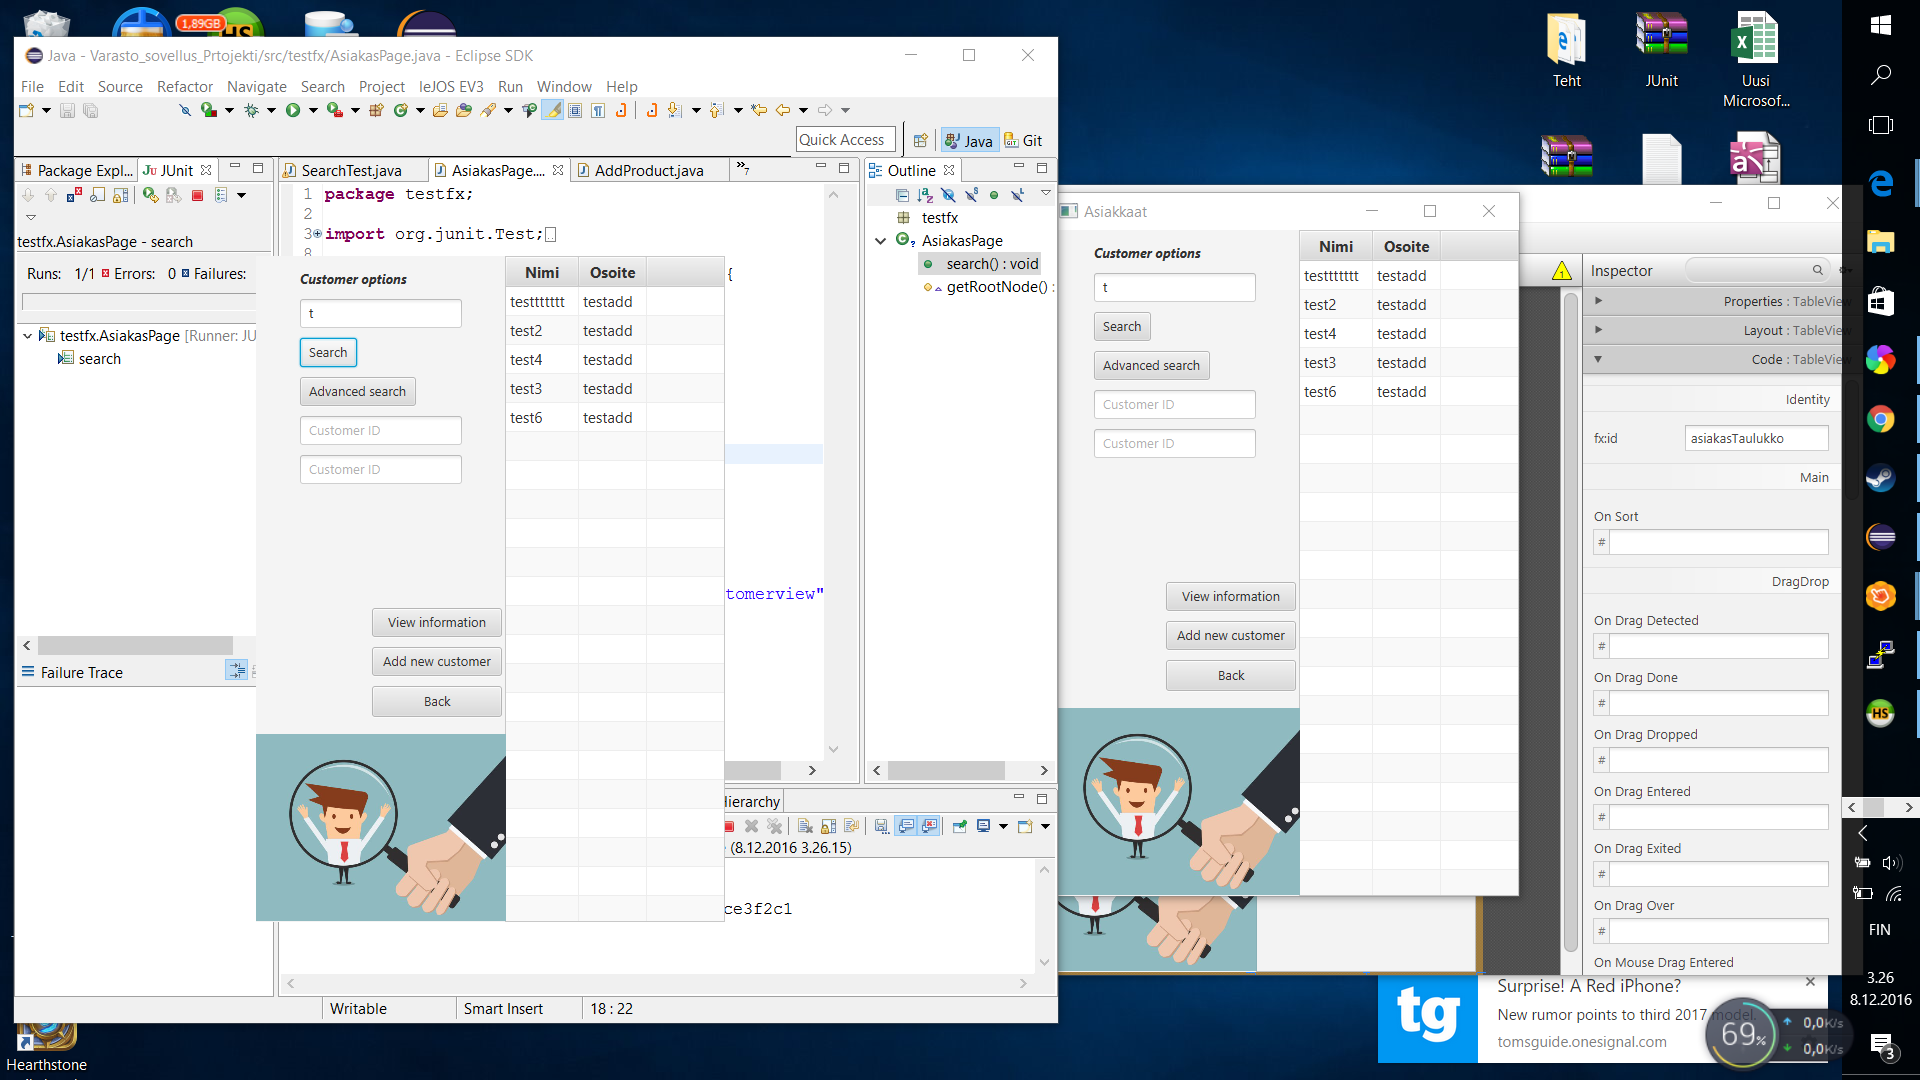 1,89GB
Java - Varasto_sovellus_Prtojekti/src/testfx/AsiakasPage.java - Eclipse SDK
File Edit Source Refactor Navigate Search Project leJOS EV3 Run Window Help
Quick Access
Java
Git
Package Expl...
JUnit
testfx.AsiakasPage - search
Runs: 1/1 Errors: 0 Failures:
testfx.AsiakasPage [Runner: JU
search
Failure Trace
SearchTest.java
AsiakasPage....
AddProduct.java
7
1 package testfx;
2
3 import org.junit.Test;
{
tomerview"
Outline
testfx
AsiakasPage
search() : void
getRootNode() :
Customer options
t
Search
Advanced search
Customer ID
Customer ID
View information
Add new customer
Back
Nimi Osoite
testttttttt testadd
test2 testadd
test4 testadd
test3 testadd
test6 testadd
Hierarchy
(8.12.2016 3.26.15)
ce3f2c1
Writable
Smart Insert
18 : 22
Asiakkaat
Customer options
t
Search
Advanced search
Customer ID
Customer ID
View information
Add new customer
Back
Nimi Osoite
testttttttt testadd
test2 testadd
test4 testadd
test3 testadd
test6 testadd
Inspector
Properties : TableView
Layout : TableView
Code : TableView
Identity
fx:id
asiakasTaulukko
Main
On Sort
#
DragDrop
On Drag Detected
#
On Drag Done
#
On Drag Dropped
#
On Drag Entered
#
On Drag Exited
#
On Drag Over
#
On Mouse Drag Entered
Teht
JUnit
Uusi
Microsof...
HS
FIN
3.26
8.12.2016
3
tg
Surprise! A Red iPhone?
New rumor points to third 2017 model.
tomsguide.onesignal.com
69%
0,0K/s
0,0K/s
Hearthstone